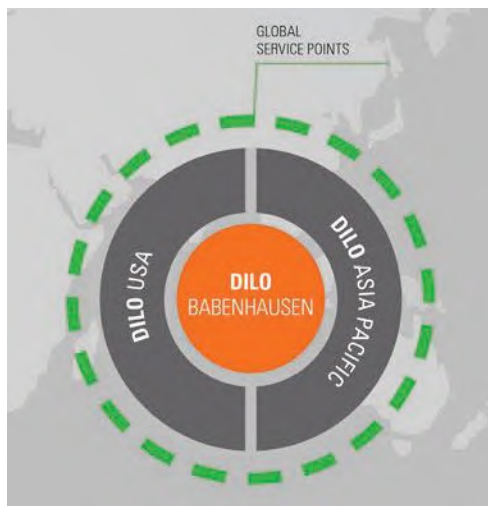 GLOBAL
SERVICE POINTS
DILO USA
DILO
BABENHAUSEN
DILO ASIA PACIFIC